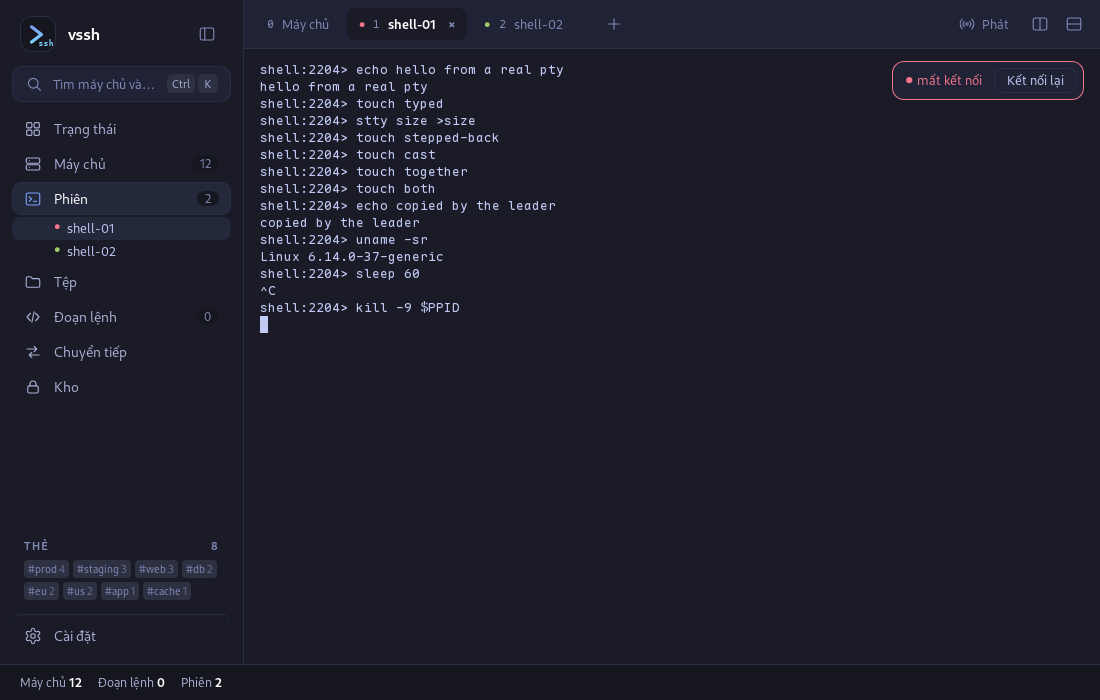 ssh
vssh
Tìm máy chủ và... Ctrl K
Trạng thái
Máy chủ 12
Phiên 2
shell-01
shell-02
Tệp
Đoạn lệnh 0
Chuyển tiếp
Kho
THẺ 8
#prod 4 #staging 3 #web 3 #db 2
#eu 2 #us 2 #app 1 #cache 1
Cài đặt
0 Máy chủ 1 shell-01 × 2 shell-02 + Phát
shell:2204> echo hello from a real pty
hello from a real pty
shell:2204> touch typed
shell:2204> stty size >size
shell:2204> touch stepped-back
shell:2204> touch cast
shell:2204> touch together
shell:2204> touch both
shell:2204> echo copied by the leader
copied by the leader
shell:2204> uname -sr
Linux 6.14.0-37-generic
shell:2204> sleep 60
^C
shell:2204> kill -9 $PPID
mất kết nối Kết nối lại
Máy chủ 12 Đoạn lệnh 0 Phiên 2